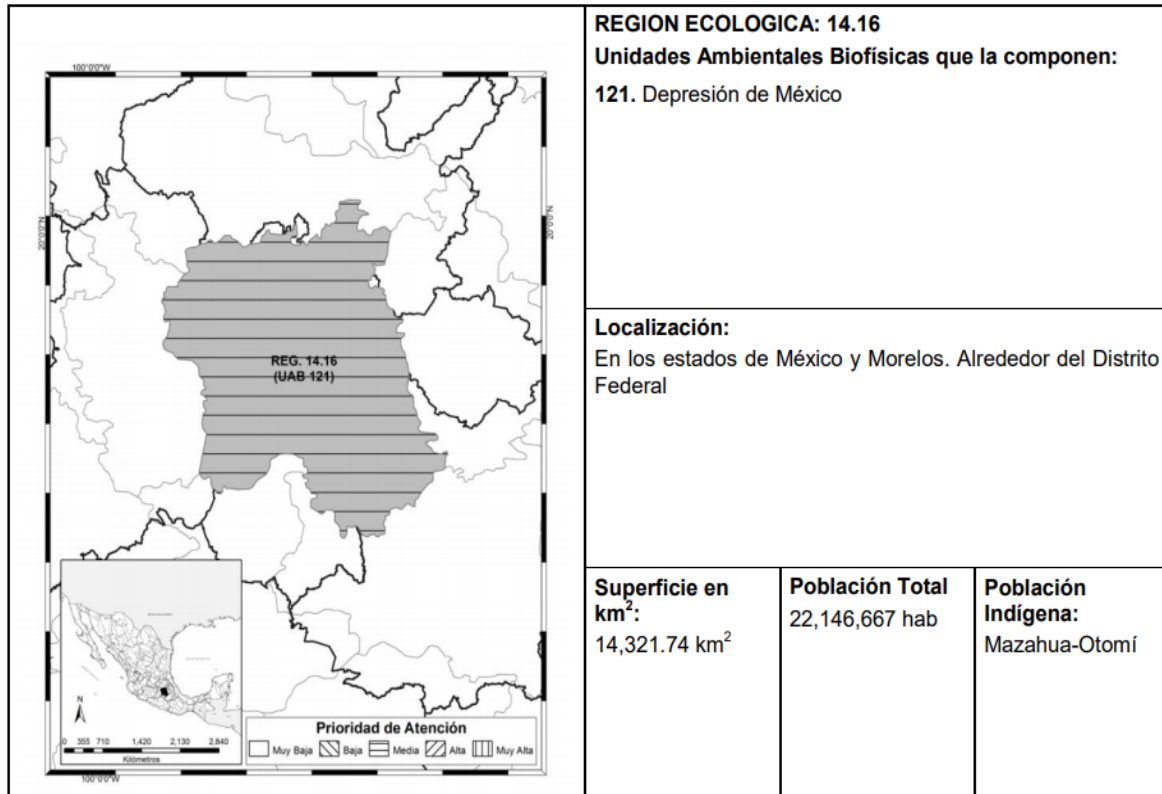 REGION ECOLOGICA: 14.16
Unidades Ambientales Biofísicas que la componen:
121. Depresión de México
100°0'0"W
20°0'0"N
20°0'0"N
REG. 14.16
(UAB 121)
Localización:
En los estados de México y Morelos. Alrededor del Distrito
Federal
Superficie en
km²:
14,321.74 km²
Población Total
22,146,667 hab
Población
Indígena:
Mazahua-Otomí
N
0 355 710 1,420 2,130 2,840
Kilómetros
Prioridad de Atención
Muy Baja Baja Media Alta Muy Alta
100°0'0"W